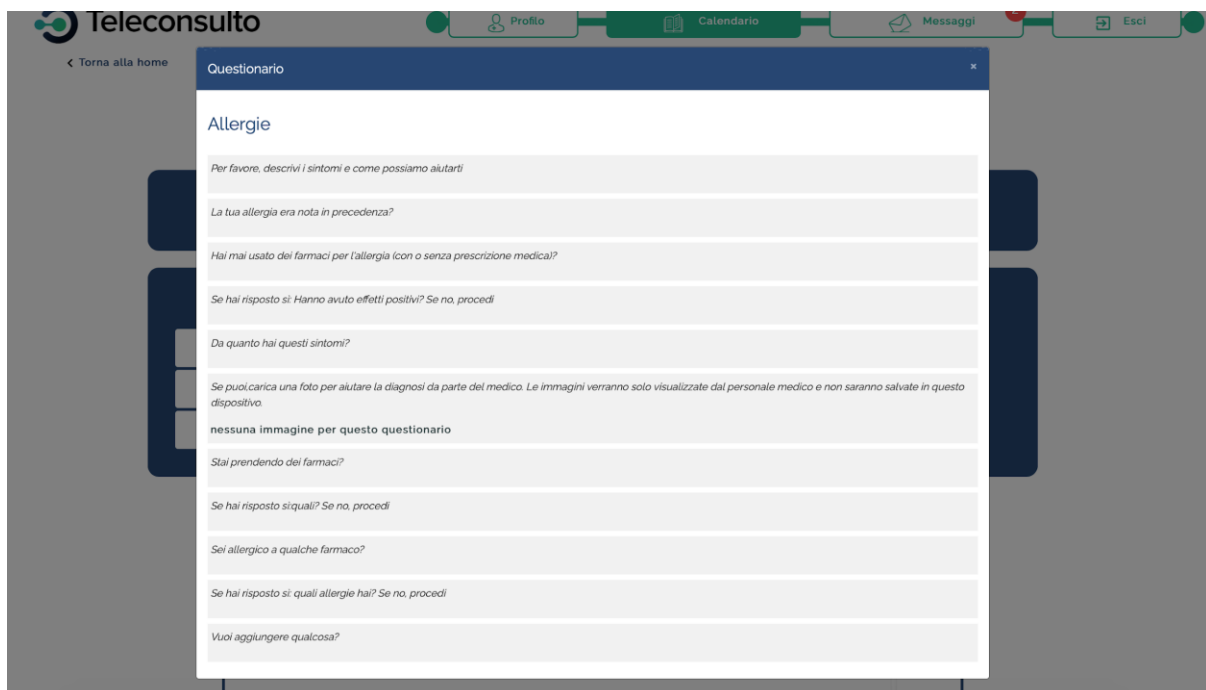 Teleconsulto
Profilo
Calendario
Messaggi
Esci
Torna alla home
Questionario
×
Allergie
Per favore, descrivi i sintomi e come possiamo aiutarti
La tua allergia era nota in precedenza?
Hai mai usato dei farmaci per l'allergia (con o senza prescrizione medica)?
Se hai risposto si: Hanno avuto effetti positivi? Se no, procedi
Da quanto hai questi sintomi?
Se puoi,carica una foto per aiutare la diagnosi da parte del medico. Le immagini verranno solo visualizzate dal personale medico e non saranno salvate in questo
dispositivo.
nessuna immagine per questo questionario
Stai prendendo dei farmaci?
Se hai risposto si:quali? Se no, procedi
Sei allergico a qualche farmaco?
Se hai risposto si: quali allergie hai? Se no, procedi
Vuoi aggiungere qualcosa?